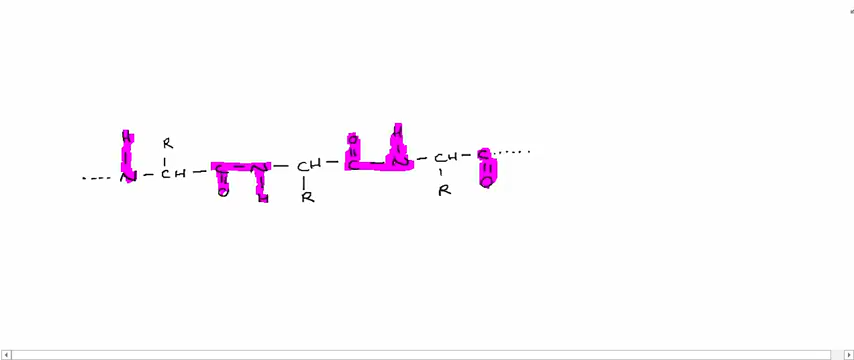 H R O H
..... N - CH - C - N - CH - C - N - CH - C ......
O H R R O